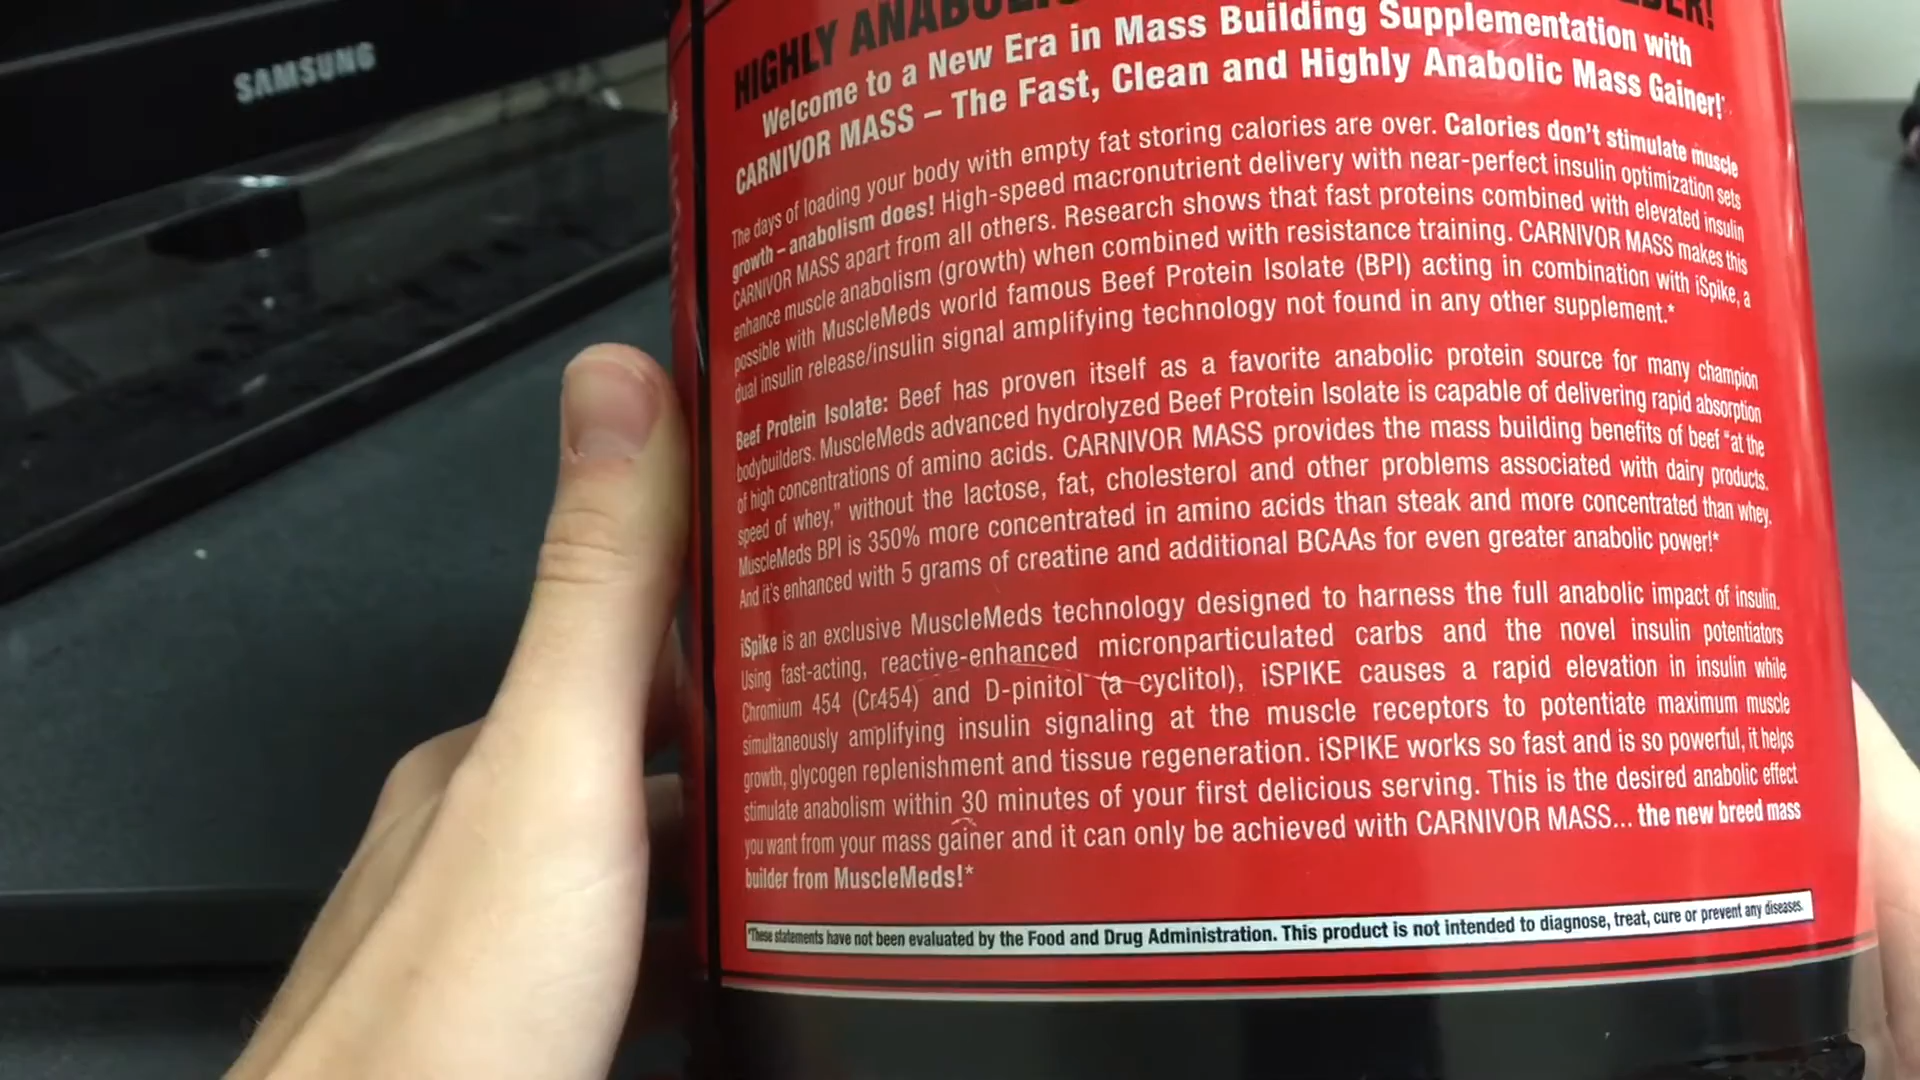 SAMSUNG
HIGHLY ANABOLIC
Welcome to a New Era in Mass Building Supplementation with
CARNIVOR MASS – The Fast, Clean and Highly Anabolic Mass Gainer!*
The days of loading your body with empty fat storing calories are over. Calories don't stimulate muscle
growth – anabolism does! High-speed macronutrient delivery with near-perfect insulin optimization sets
CARNIVOR MASS apart from all others. Research shows that fast proteins combined with elevated insulin
enhance muscle anabolism (growth) when combined with resistance training. CARNIVOR MASS makes this
possible with MuscleMeds world famous Beef Protein Isolate (BPI) acting in combination with iSpike, a
dual insulin release/insulin signal amplifying technology not found in any other supplement.*
Beef Protein Isolate: Beef has proven itself as a favorite anabolic protein source for many champion
bodybuilders. MuscleMeds advanced hydrolyzed Beef Protein Isolate is capable of delivering rapid absorption
of high concentrations of amino acids. CARNIVOR MASS provides the mass building benefits of beef "at the
speed of whey," without the lactose, fat, cholesterol and other problems associated with dairy products.
MuscleMeds BPI is 350% more concentrated in amino acids than steak and more concentrated than whey.
And it's enhanced with 5 grams of creatine and additional BCAAs for even greater anabolic power!*
iSpike is an exclusive MuscleMeds technology designed to harness the full anabolic impact of insulin.
Using fast-acting, reactive-enhanced micronparticulated carbs and the novel insulin potentiators
Chromium 454 (Cr454) and D-pinitol (a cyclitol), iSPIKE causes a rapid elevation in insulin while
simultaneously amplifying insulin signaling at the muscle receptors to potentiate maximum muscle
growth, glycogen replenishment and tissue regeneration. iSPIKE works so fast and is so powerful, it helps
stimulate anabolism within 30 minutes of your first delicious serving. This is the desired anabolic effect
you want from your mass gainer and it can only be achieved with CARNIVOR MASS... the new breed mass
builder from MuscleMeds!*
*These statements have not been evaluated by the Food and Drug Administration. This product is not intended to diagnose, treat, cure or prevent any diseases.